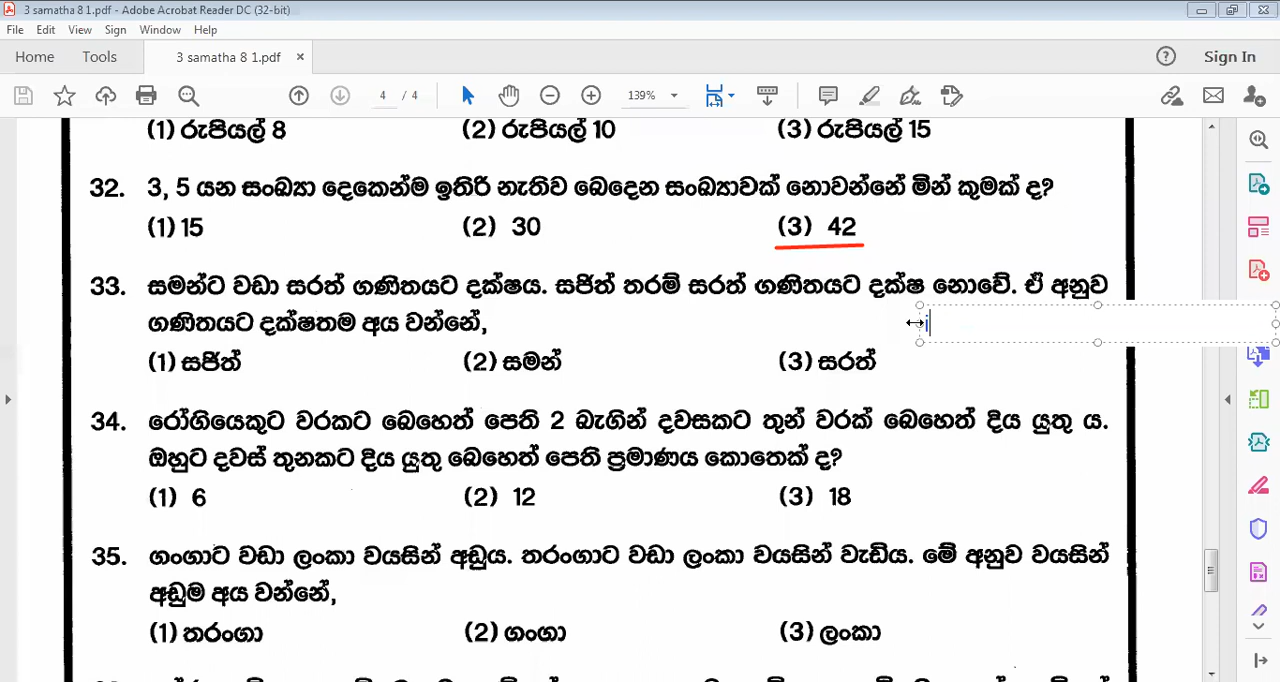 3 samatha 8 1.pdf - Adobe Acrobat Reader DC (32-bit)
File Edit View Sign Window Help
Home Tools 3 samatha 8 1.pdf × Sign In
4 / 4 139%
(1) රුපියල් 8 (2) රුපියල් 10 (3) රුපියල් 15
32. 3, 5 යන සංඛ්‍යා දෙකෙන්ම ඉතිරි නැතිව බෙදෙන සංඛ්‍යාවක් නොවන්නේ මින් කුමක් ද?
(1) 15 (2) 30 (3) 42
33. සමන්ට වඩා සරත් ගණිතයට දක්ෂය. සජිත් තරම් සරත් ගණිතයට දක්ෂ නොවේ. ඒ අනුව
ගණිතයට දක්ෂතම අය වන්නේ, i
(1) සජිත් (2) සමන් (3) සරත්
34. රෝගියෙකුට වරකට බෙහෙත් පෙති 2 බැගින් දවසකට තුන් වරක් බෙහෙත් දිය යුතු ය.
ඔහුට දවස් තුනකට දිය යුතු බෙහෙත් පෙති ප්‍රමාණය කොතෙක් ද?
(1) 6 (2) 12 (3) 18
35. ගංගාට වඩා ලංකා වයසින් අඩුය. තරංගාට වඩා ලංකා වයසින් වැඩිය. මේ අනුව වයසින්
අඩුම අය වන්නේ,
(1) තරංගා (2) ගංගා (3) ලංකා